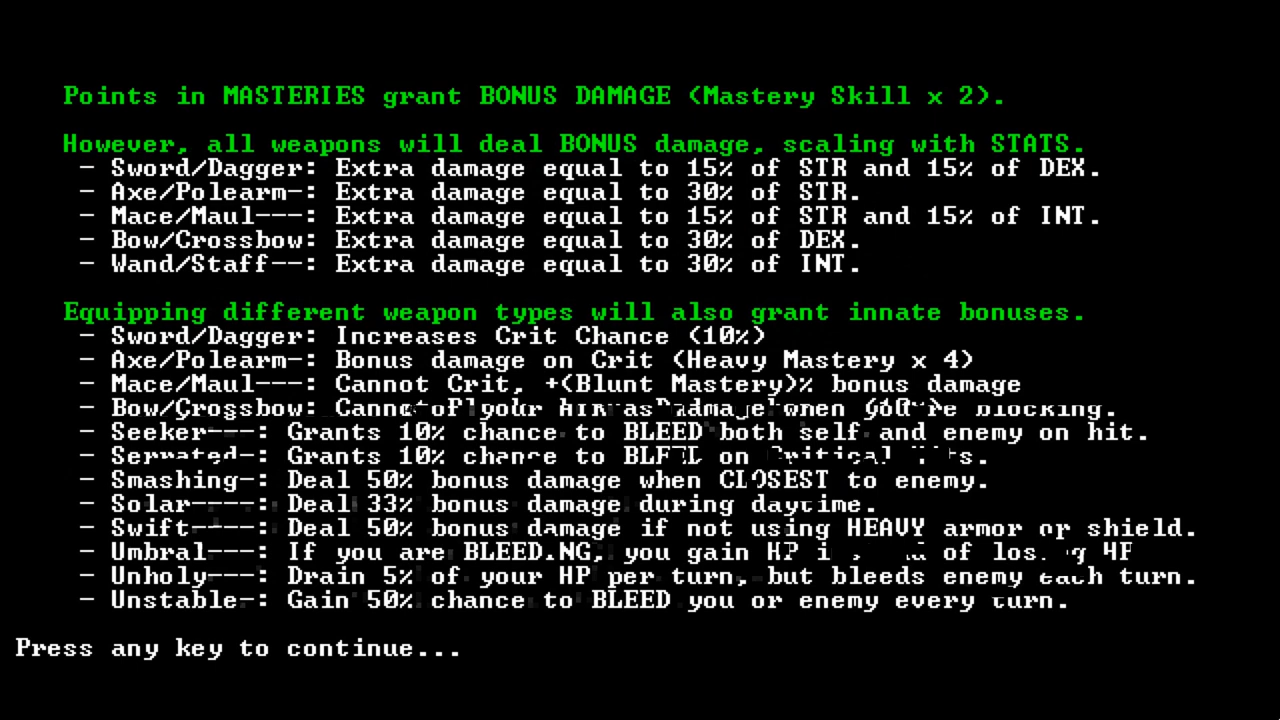 Points in MASTERIES grant BONUS DAMAGE (Mastery Skill x 2).
However, all weapons will deal BONUS damage, scaling with STATS.
- Sword/Dagger: Extra damage equal to 15% of STR and 15% of DEX.
- Axe/Polearm-: Extra damage equal to 30% of STR.
- Mace/Maul---: Extra damage equal to 15% of STR and 15% of INT.
- Bow/Crossbow: Extra damage equal to 30% of DEX.
- Wand/Staff--: Extra damage equal to 30% of INT.
Equipping different weapon types will also grant innate bonuses.
- Sword/Dagger: Increases Crit Chance (10%)
- Axe/Polearm-: Bonus damage on Crit (Heavy Mastery x 4)
- Mace/Maul---: Cannot Crit, +(Blunt Mastery)% bonus damage
- Bow/Crossbow: blocking.
- Seeker---: Grants 10% chance to BLEED both self and enemy on hit.
- Serrated-: Grants 10% chance to BLEED on Critical
- Smashing-: Deal 50% bonus damage when CLOSEST to enemy.
- Solar----: Deal 33% bonus damage during daytime.
- Swift----: Deal 50% bonus damage if not using HEAVY armor or shield.
- Umbral---: If you are BLEEDING, you gain HP of losing
- Unholy---: Drain 5% of your HP per turn, but bleeds enemy each turn.
- Unstable-: Gain 50% chance to BLEED you or enemy every turn.
Press any key to continue...